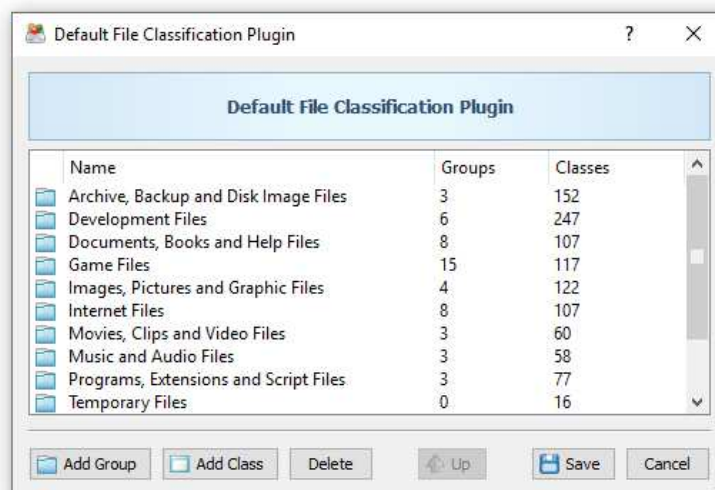 Default File Classification Plugin ?
Default File Classification Plugin
Name Groups Classes
Archive, Backup and Disk Image Files 3 152
Development Files 6 247
Documents, Books and Help Files 8 107
Game Files 15 117
Images, Pictures and Graphic Files 4 122
Internet Files 8 107
Movies, Clips and Video Files 3 60
Music and Audio Files 3 58
Programs, Extensions and Script Files 3 77
Temporary Files 0 16
Add Group Add Class Delete Up Save Cancel